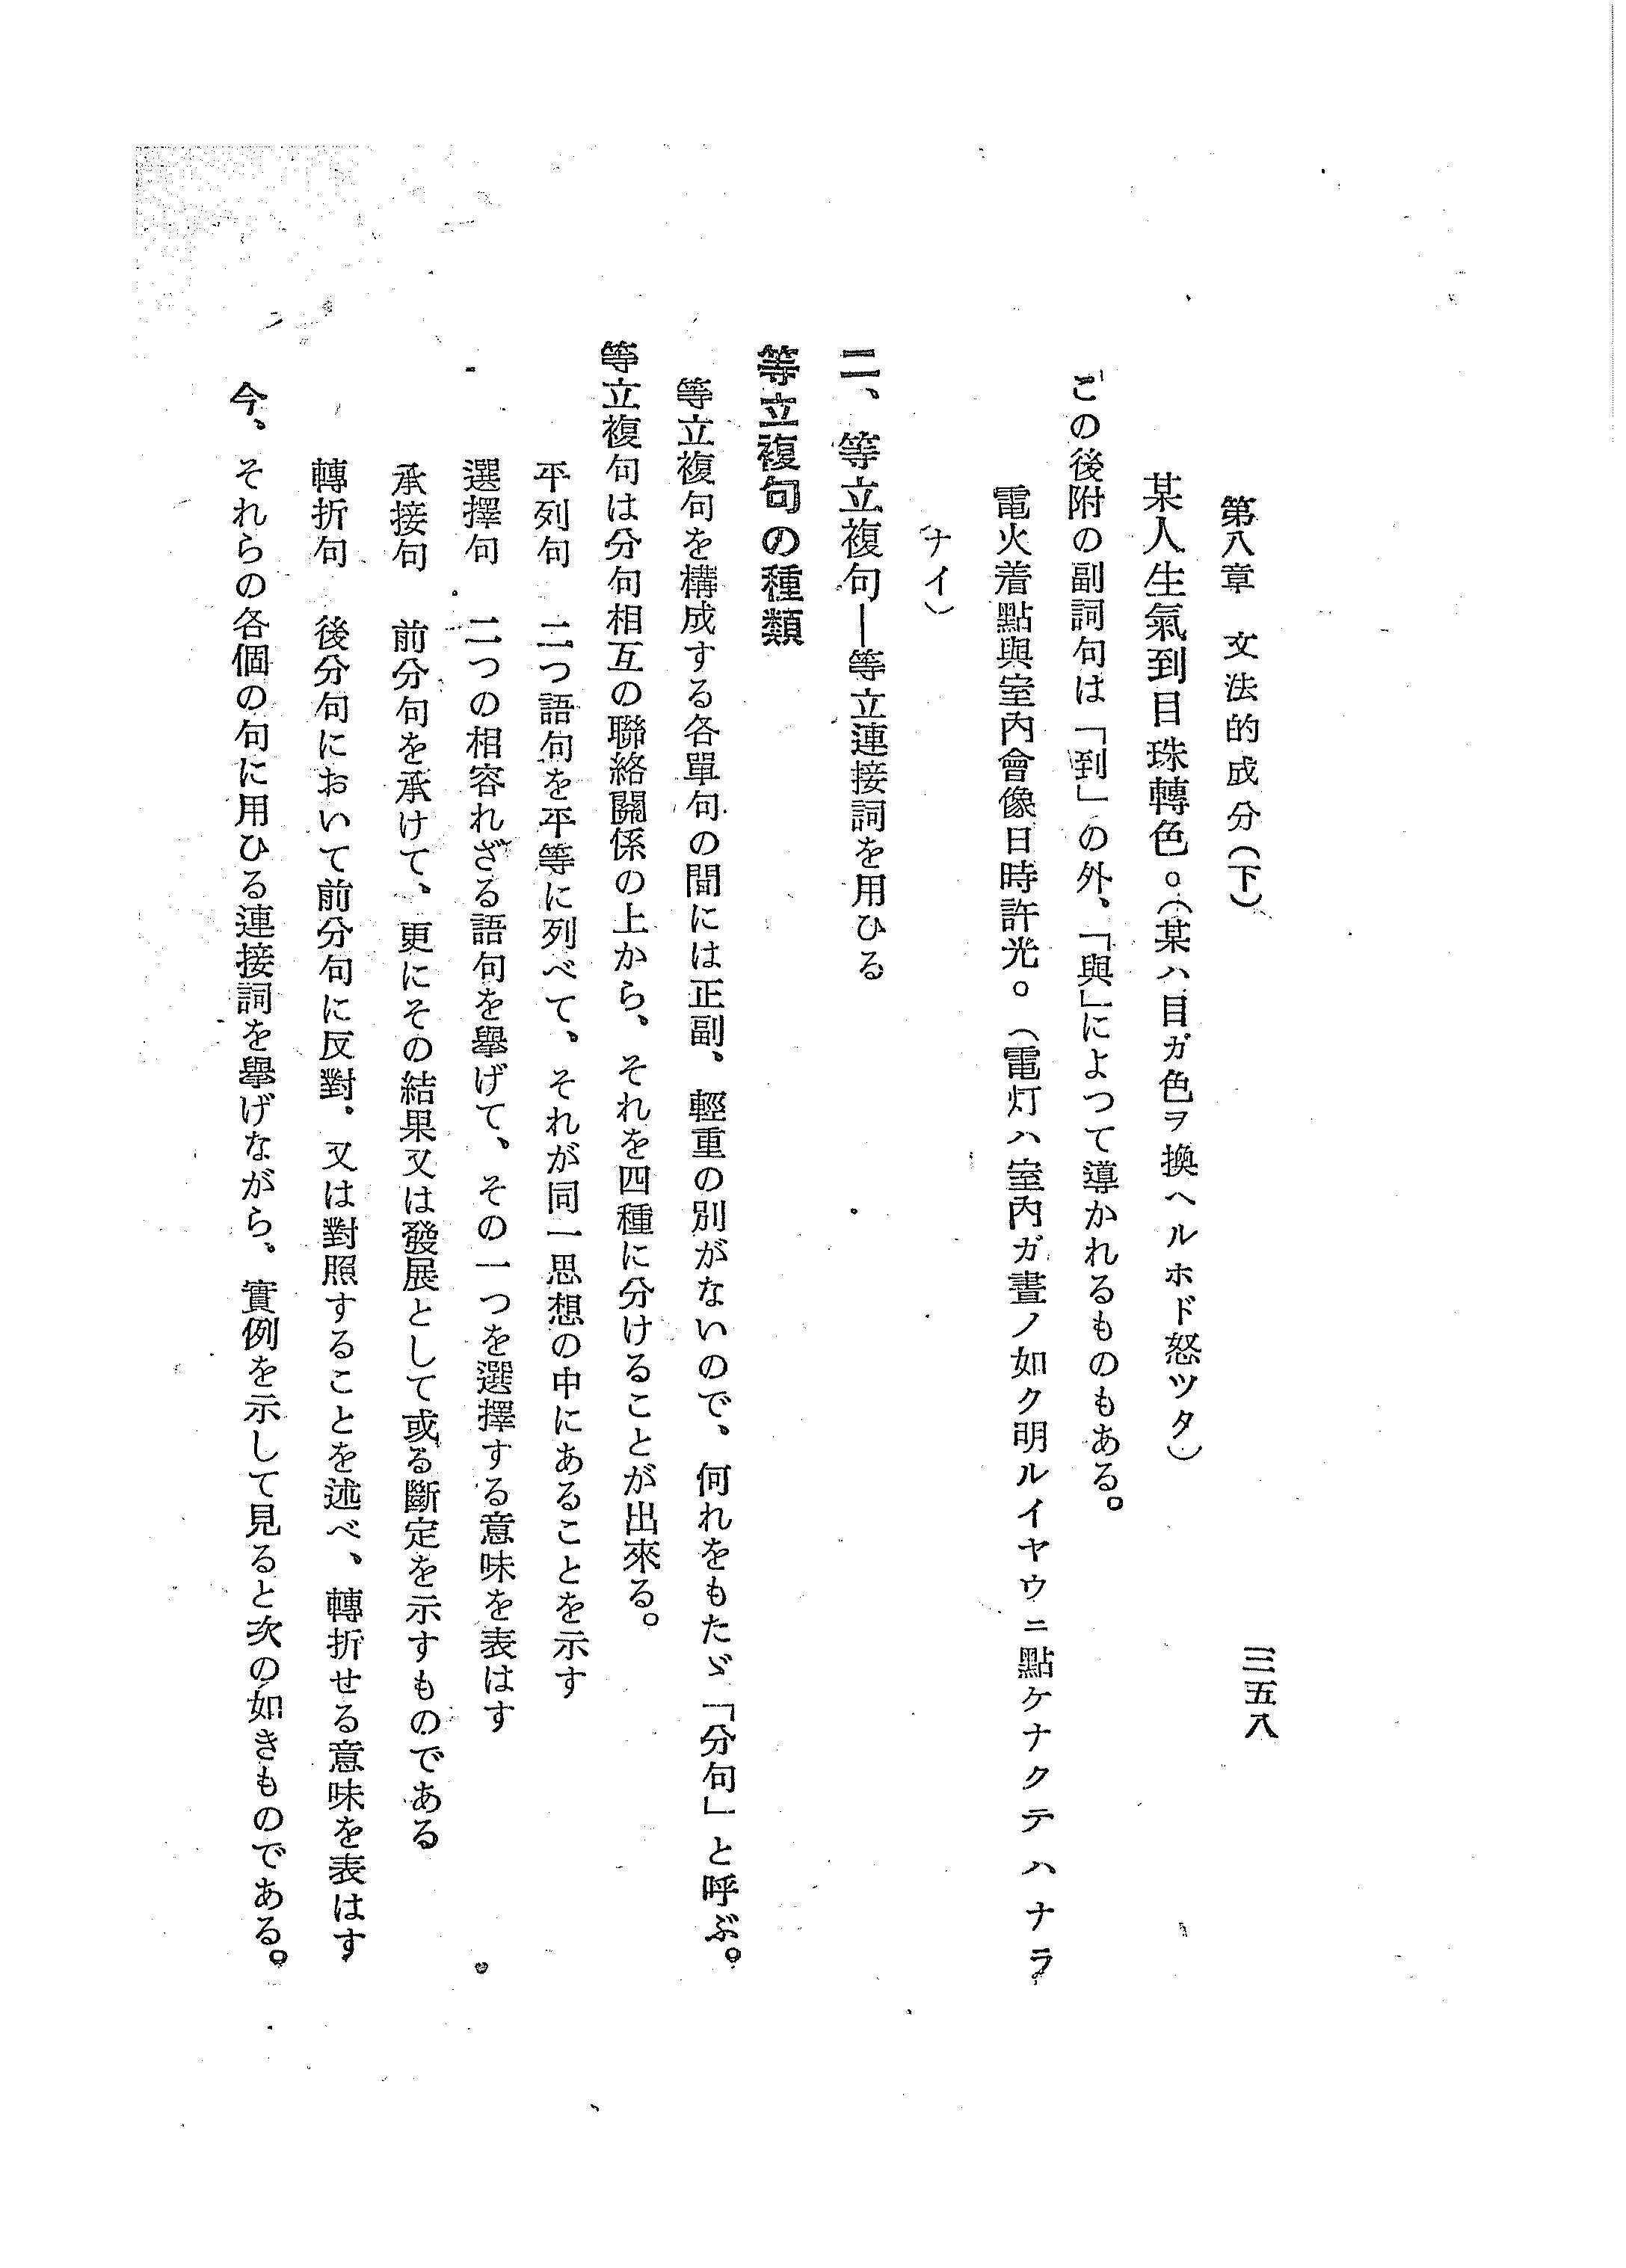 第八章　文法的成分（下）　三五八
某人生氣到目珠轉色。（某ハ目ガ色ヲ換ヘルホド怒ツタ）
この後附の副詞句は「到」の外、「與」によつて導かれるものもある。
電火着點與室內會像日時許光。（電灯ハ室內ガ晝ノ如ク明ルイヤウニ點ケナクテハナラ
ナイ）
二、等立複句―等立連接詞を用ひる
等立複句の種類
等立複句を構成する各單句の間には正副、輕重の別がないので、何れをもたゞ「分句」と呼ぶ。
等立複句は分句相互の聯絡關係の上から、それを四種に分けることが出來る。
平列句　二つ語句を平等に列べて、それが同一思想の中にあることを示す
選擇句　二つの相容れざる語句を擧げて、その一つを選擇する意味を表はす
承接句　前分句を承けて、更にその結果又は發展として或る斷定を示すものである
轉折句　後分句において前分句に反對、又は對照することを述べ、轉折せる意味を表はす
今、それらの各個の句に用ひる連接詞を擧げながら、實例を示して見ると次の如きものである。